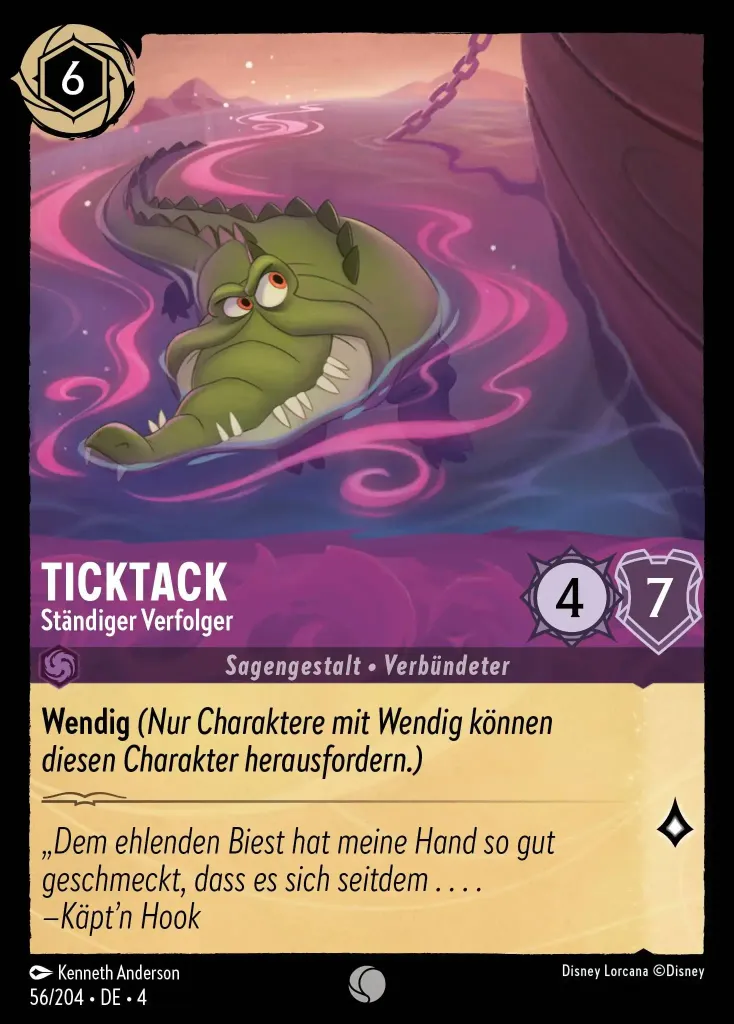 6
TICKTACK
Ständiger Verfolger
4
7
Sagengestalt • Verbündeter
Wendig (Nur Charaktere mit Wendig können
diesen Charakter herausfordern.)
„Dem ehlenden Biest hat meine Hand so gut
geschmeckt, dass es sich seitdem . . . .
–Käpt’n Hook
Kenneth Anderson
Disney Lorcana ©Disney
56/204 • DE • 4